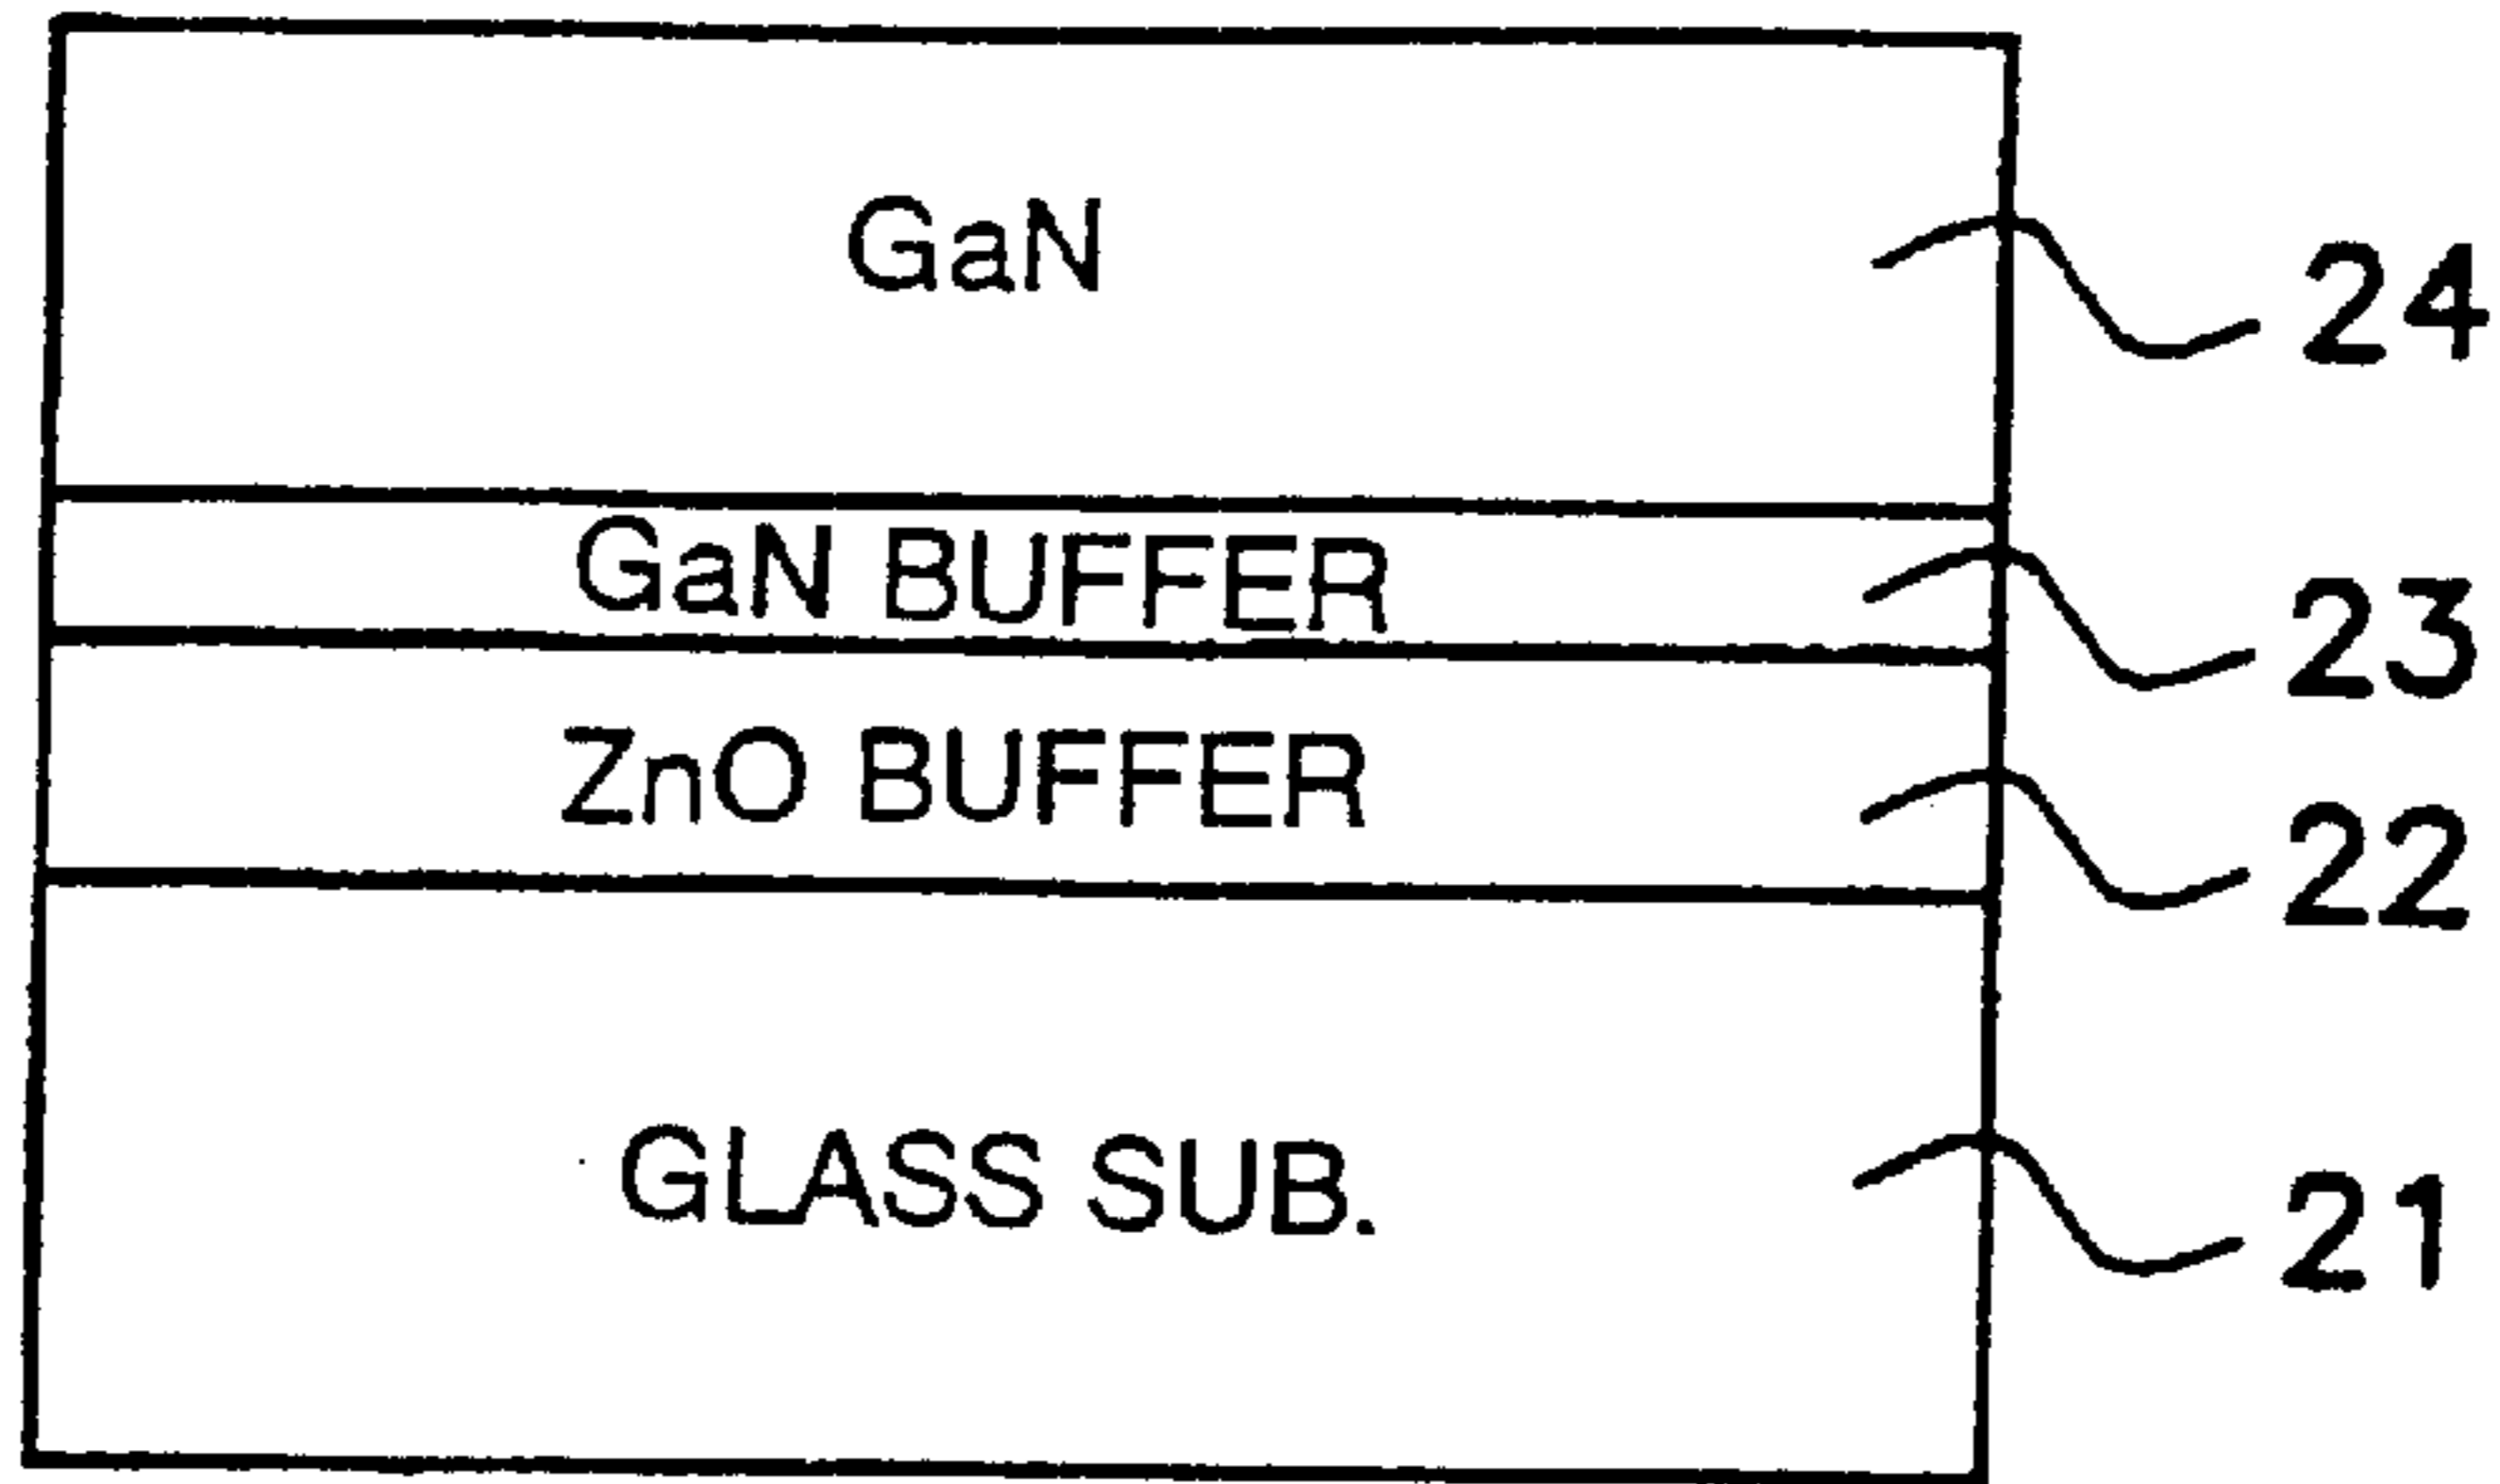 GaN
24
GaN BUFFER
23
ZnO BUFFER
22
GLASS SUB.
21